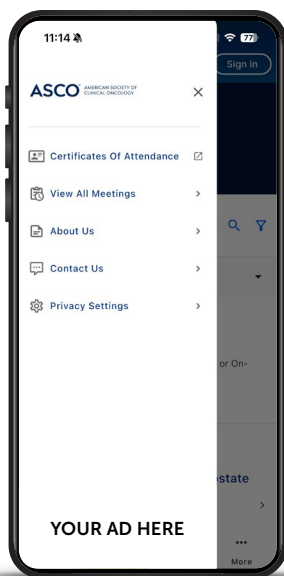 11:14
77
Sign in
ASCO AMERICAN SOCIETY OF
CLINICAL ONCOLOGY
Certificates Of Attendance
View All Meetings
About Us
Contact Us
Privacy Settings
or On-
state
YOUR AD HERE
More